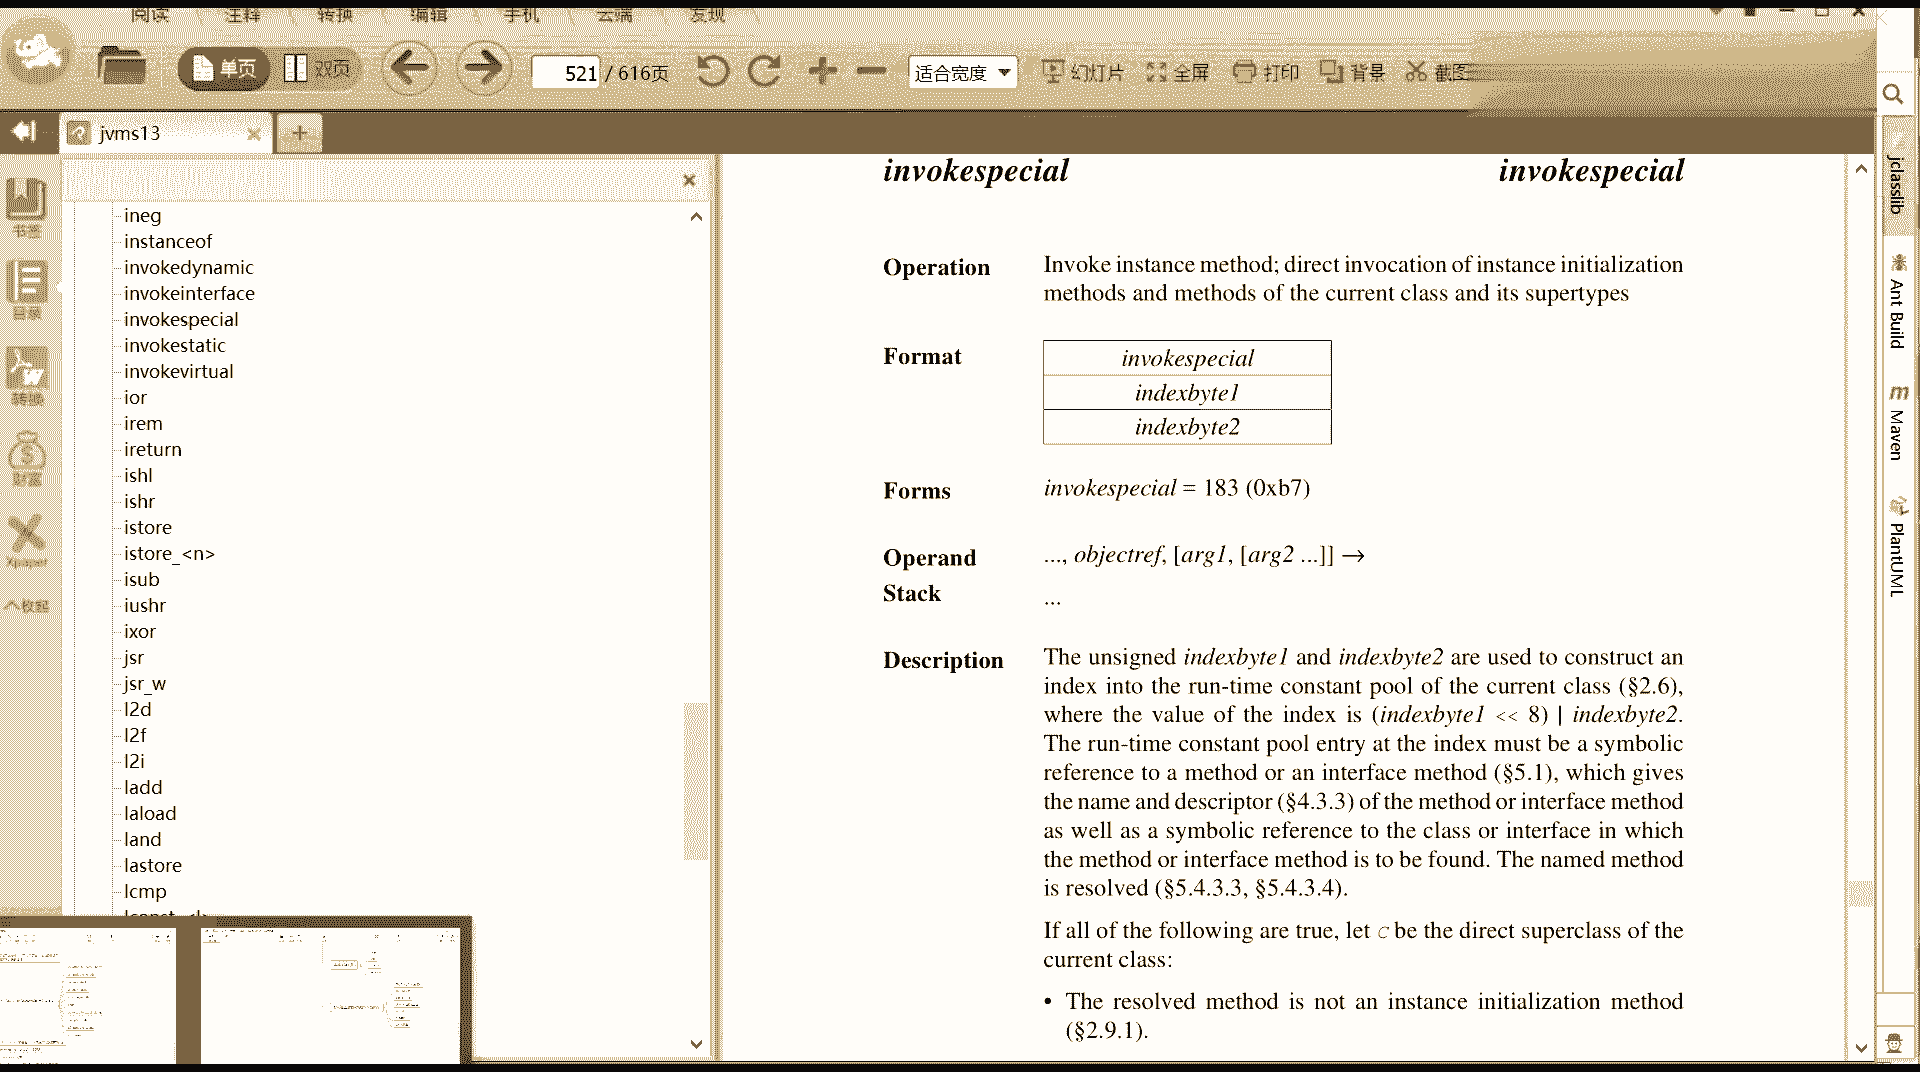 阅读 注释 转换 编辑 手机 云端 发现
单页 双页 521 / 616页 适合宽度 幻灯片 全屏 打印 背景 截图
jvms13
书签
目录
转换
财富
Xpaper
收起
ineg
instanceof
invokedynamic
invokeinterface
invokespecial
invokestatic
invokevirtual
ior
irem
ireturn
ishl
ishr
istore
istore_<n>
isub
iushr
ixor
jsr
jsr_w
l2d
l2f
l2i
ladd
laload
land
lastore
lcmp
invokespecial invokespecial
Operation Invoke instance method; direct invocation of instance initialization
methods and methods of the current class and its supertypes
Format invokespecial
indexbyte1
indexbyte2
Forms invokespecial = 183 (0xb7)
Operand ..., objectref, [arg1, [arg2 ...]] →
Stack ...
Description The unsigned indexbyte1 and indexbyte2 are used to construct an
index into the run-time constant pool of the current class (§2.6),
where the value of the index is (indexbyte1 << 8) | indexbyte2.
The run-time constant pool entry at the index must be a symbolic
reference to a method or an interface method (§5.1), which gives
the name and descriptor (§4.3.3) of the method or interface method
as well as a symbolic reference to the class or interface in which
the method or interface method is to be found. The named method
is resolved (§5.4.3.3, §5.4.3.4).
If all of the following are true, let C be the direct superclass of the
current class:
• The resolved method is not an instance initialization method
(§2.9.1).
jclasslib
Ant Build
Maven
PlantUML